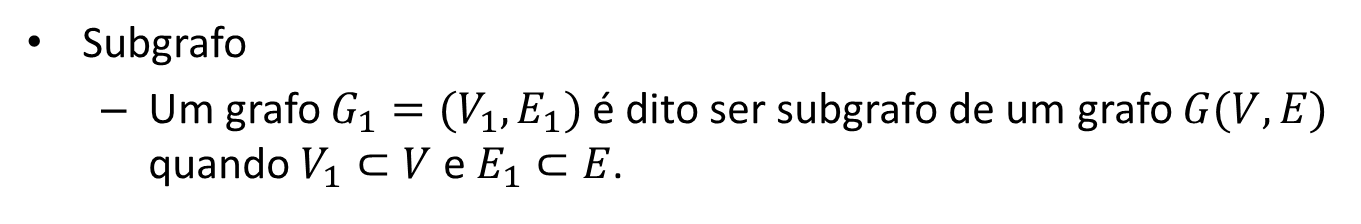 • Subgrafo
– Um grafo 𝐺₁ = (𝑉₁, 𝐸₁) é dito ser subgrafo de um grafo 𝐺(𝑉, 𝐸)
quando 𝑉₁ ⊂ 𝑉 e 𝐸₁ ⊂ 𝐸.